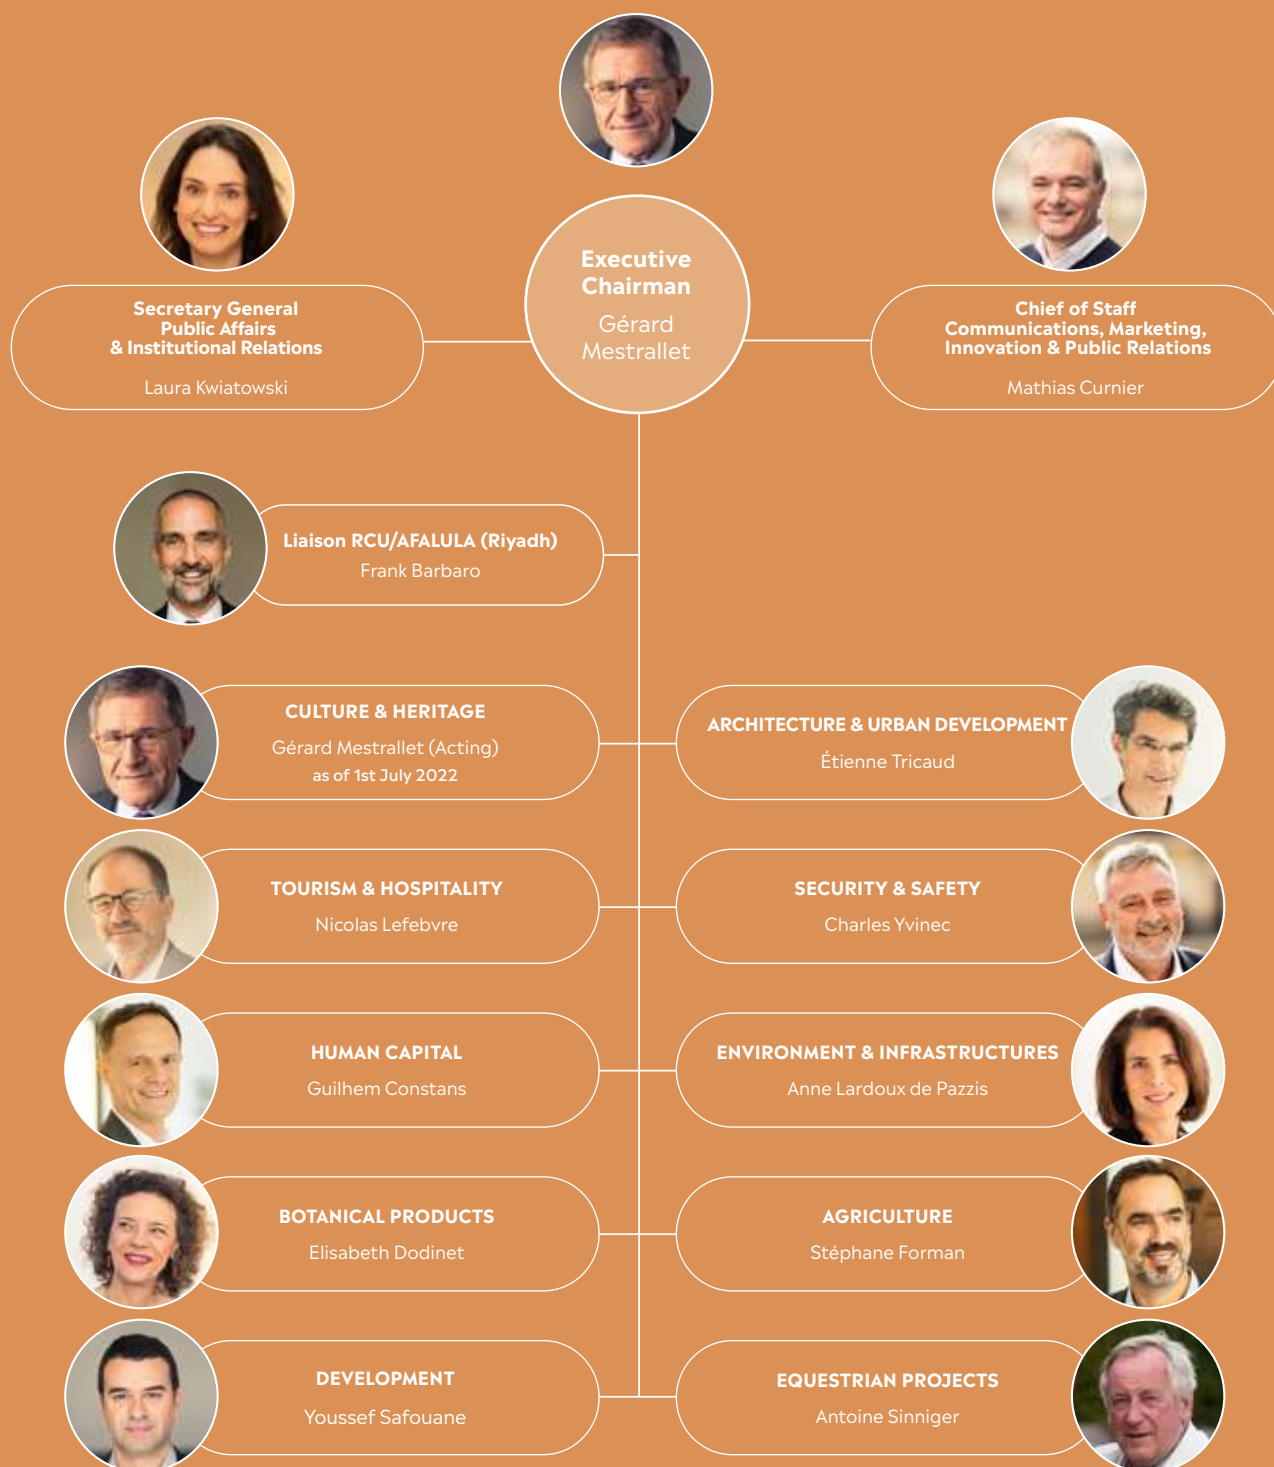 Executive
Chairman
Gérard
Mestrallet
Secretary General
Public Affairs
& Institutional Relations
Laura Kwiatowski
Chief of Staff
Communications, Marketing,
Innovation & Public Relations
Mathias Curnier
Liaison RCU/AFALULA (Riyadh)
Frank Barbaro
CULTURE & HERITAGE
Gérard Mestrallet (Acting)
as of 1st July 2022
ARCHITECTURE & URBAN DEVELOPMENT
Étienne Tricaud
TOURISM & HOSPITALITY
Nicolas Lefebvre
SECURITY & SAFETY
Charles Yvinec
HUMAN CAPITAL
Guilhem Constans
ENVIRONMENT & INFRASTRUCTURES
Anne Lardoux de Pazzis
BOTANICAL PRODUCTS
Elisabeth Dodinet
AGRICULTURE
Stéphane Forman
DEVELOPMENT
Youssef Safouane
EQUESTRIAN PROJECTS
Antoine Sinniger